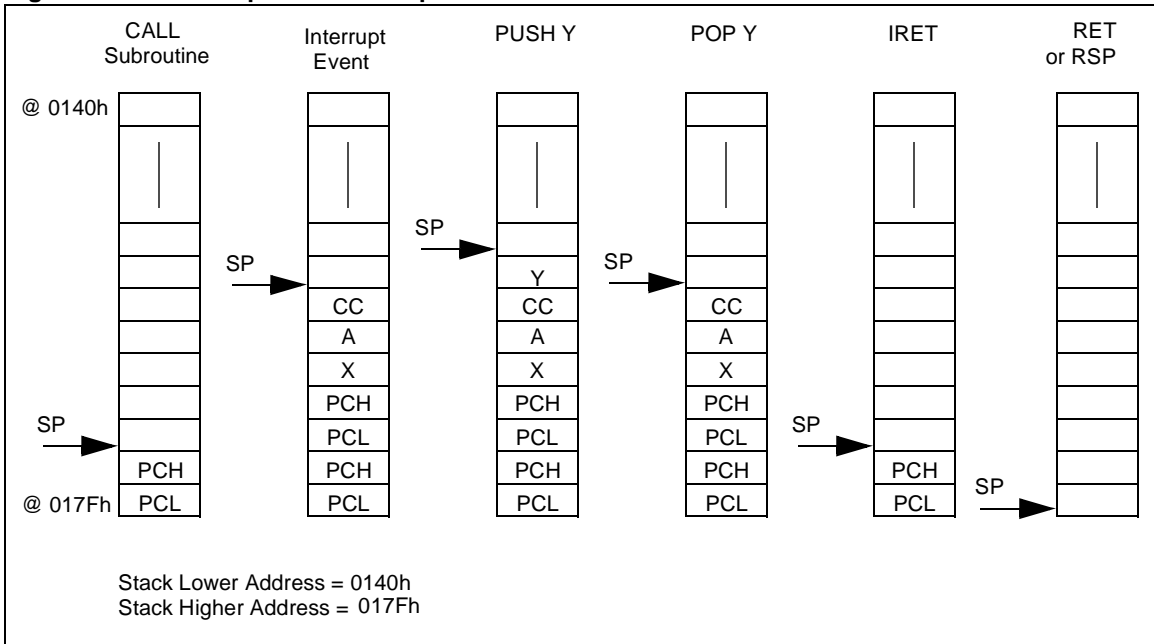 CALL
Subroutine
Interrupt
Event
PUSH Y
POP Y
IRET
RET
or RSP
@ 0140h
SP
PCH
PCL
@ 017Fh
SP
CC
A
X
PCH
PCL
PCH
PCL
SP
Y
CC
A
X
PCH
PCL
PCH
PCL
SP
CC
A
X
PCH
PCL
PCH
PCL
SP
PCH
PCL
SP
Stack Lower Address = 0140h
Stack Higher Address = 017Fh